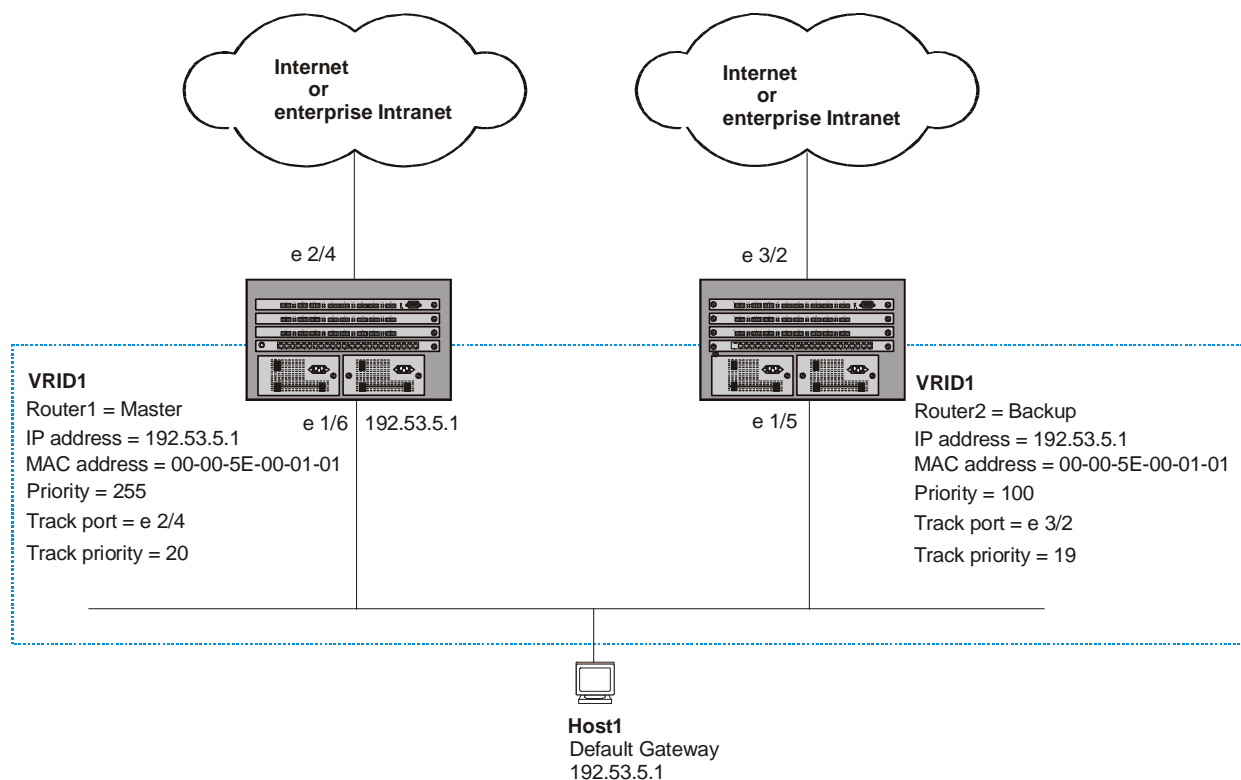 Internet
or
enterprise Intranet
Internet
or
enterprise Intranet
e 2/4
e 3/2
VRID1
Router1 = Master
IP address = 192.53.5.1
MAC address = 00-00-5E-00-01-01
Priority = 255
Track port = e 2/4
Track priority = 20
e 1/6
192.53.5.1
e 1/5
VRID1
Router2 = Backup
IP address = 192.53.5.1
MAC address = 00-00-5E-00-01-01
Priority = 100
Track port = e 3/2
Track priority = 19
Host1
Default Gateway
192.53.5.1